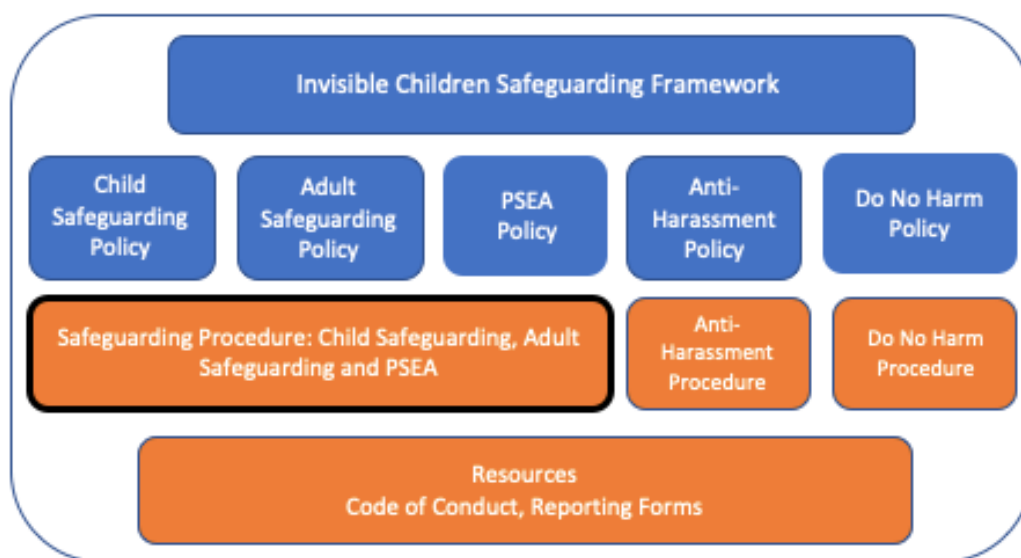 Invisible Children Safeguarding Framework
Child
Safeguarding
Policy
Adult
Safeguarding
Policy
PSEA
Policy
Anti-
Harassment
Policy
Do No Harm
Policy
Safeguarding Procedure: Child Safeguarding, Adult
Safeguarding and PSEA
Anti-
Harassment
Procedure
Do No Harm
Procedure
Resources
Code of Conduct, Reporting Forms